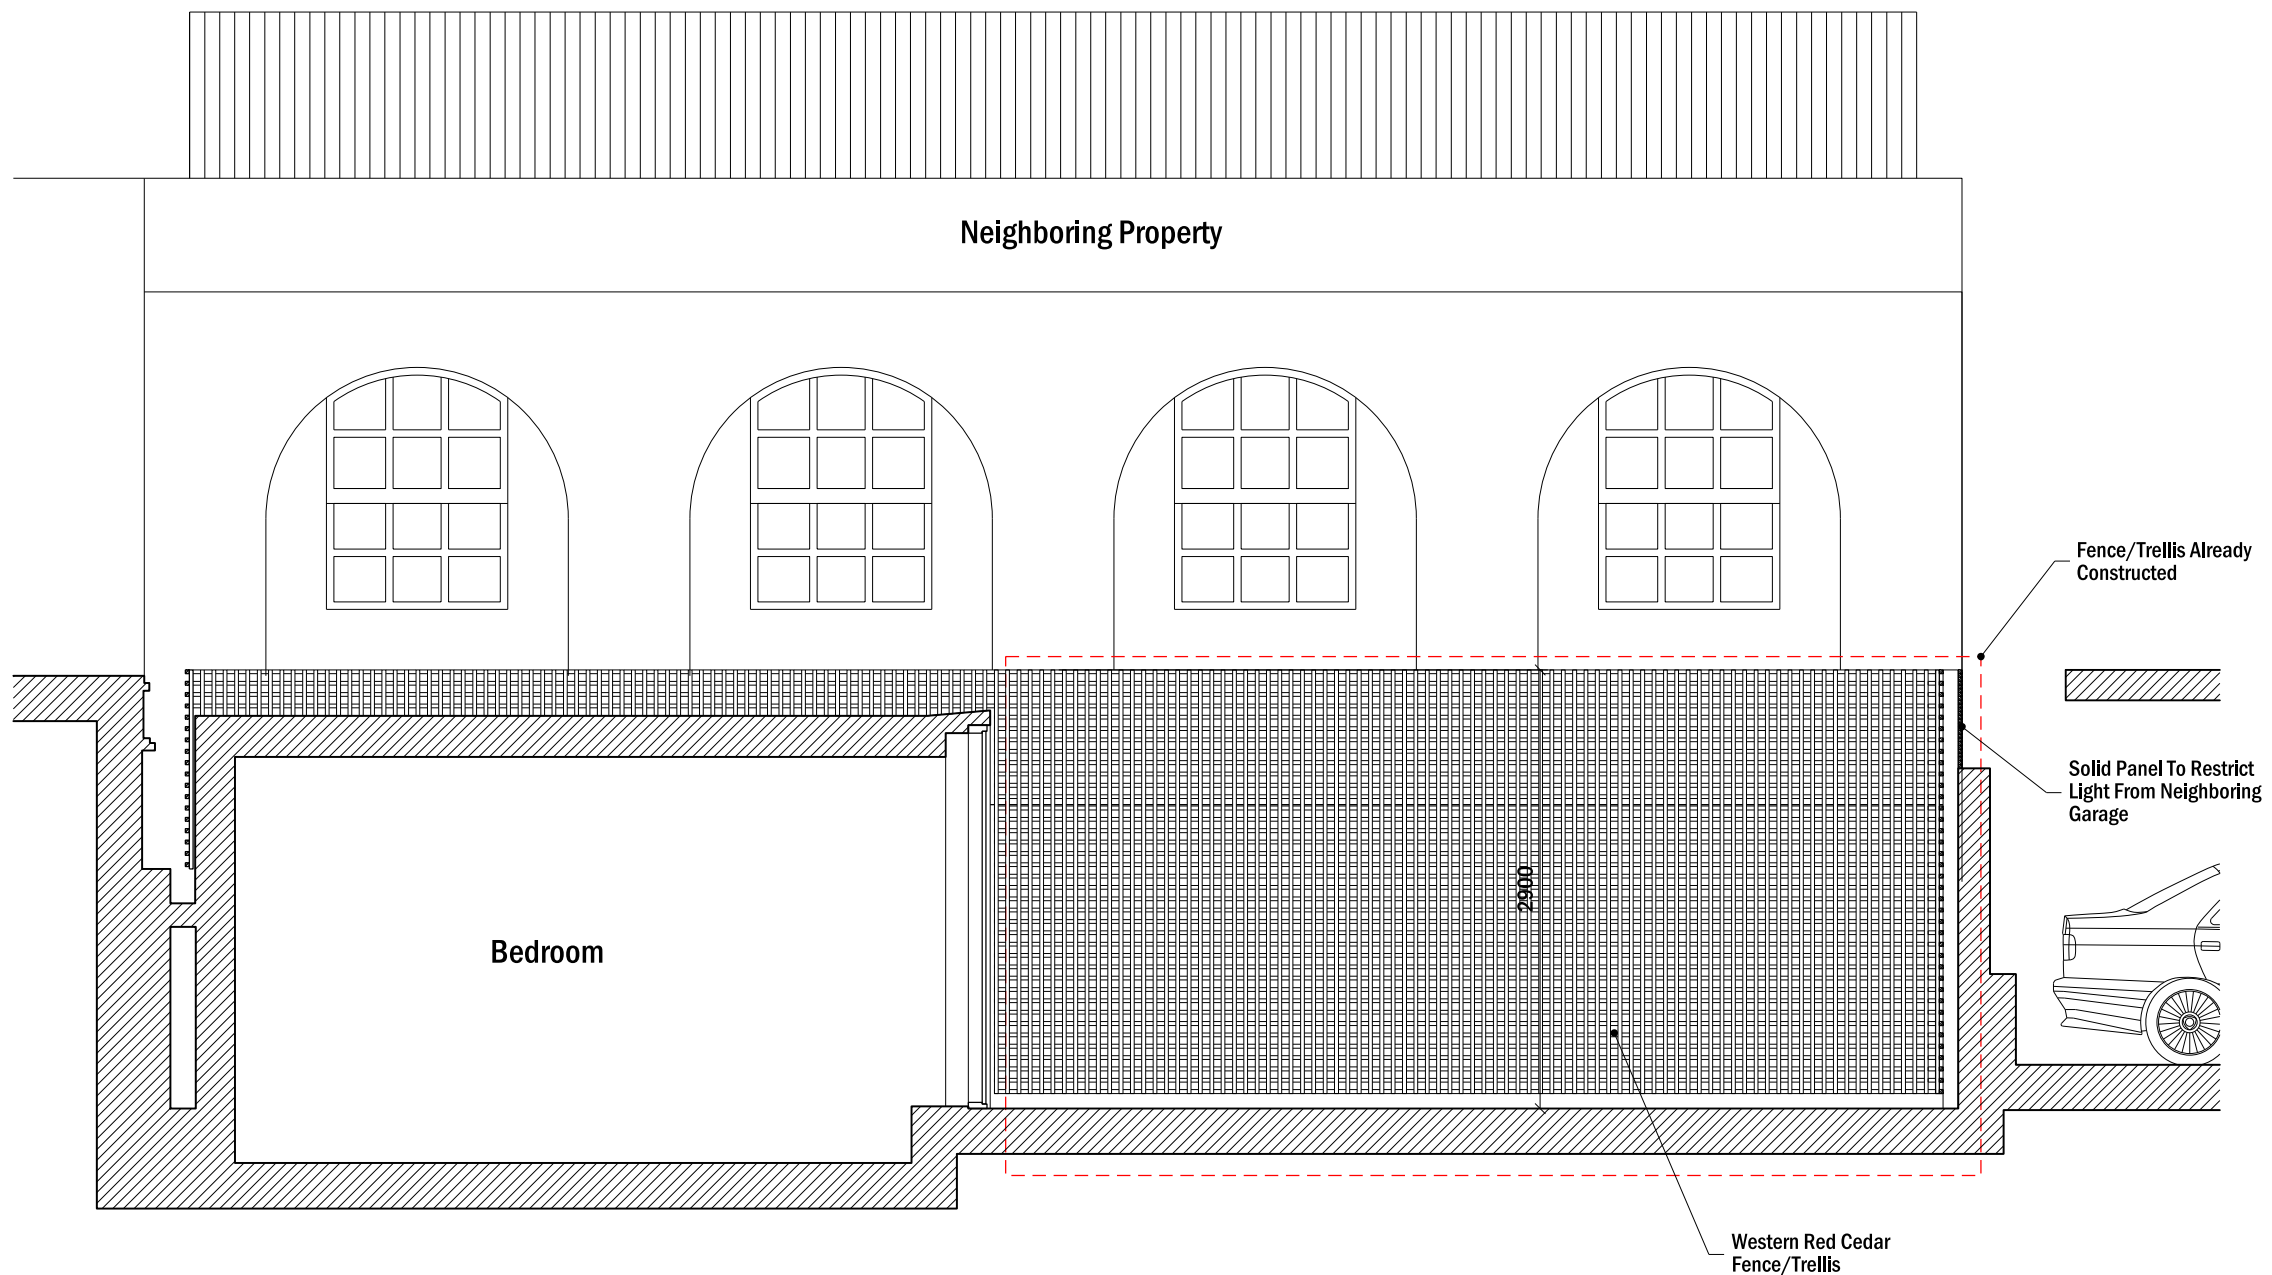 Neighboring Property
Fence/Trellis Already
Constructed
Solid Panel To Restrict
Light From Neighboring
Garage
2900
Bedroom
Western Red Cedar
Fence/Trellis